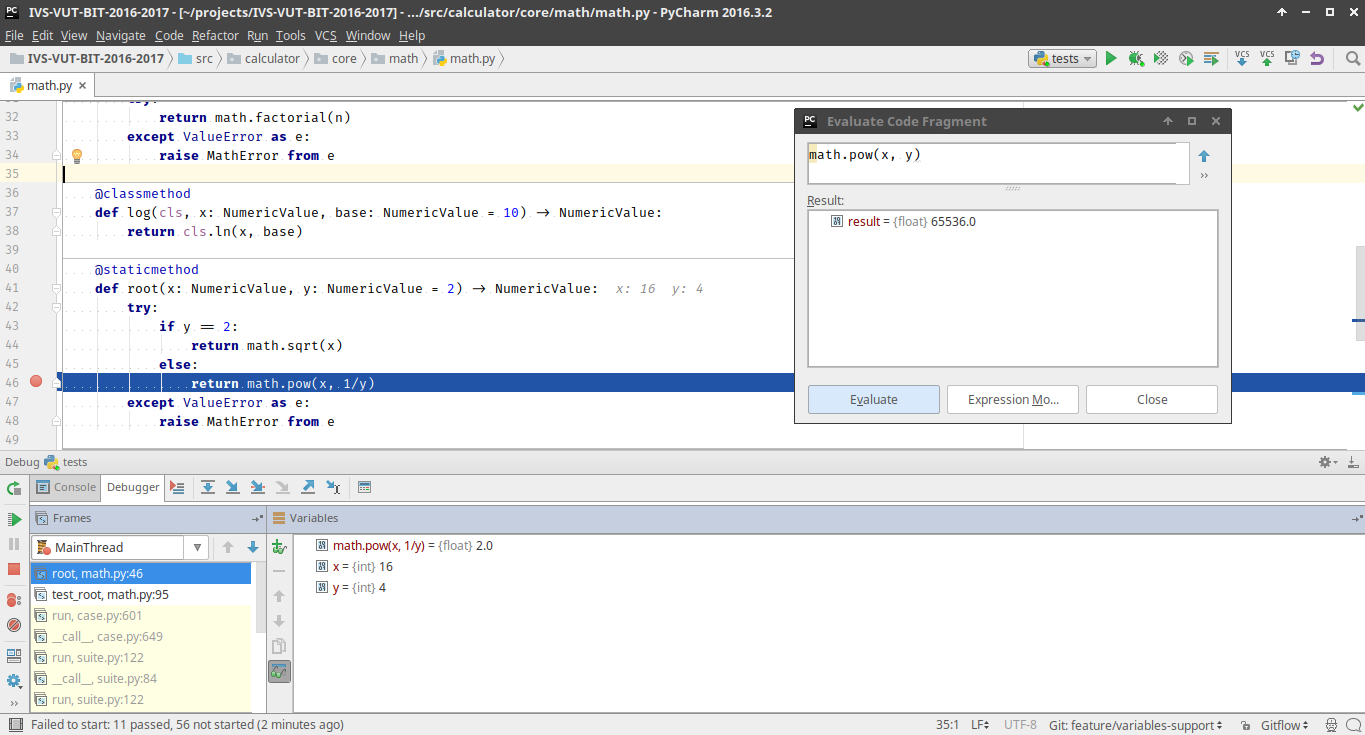 IVS-VUT-BIT-2016-2017 - [~/projects/IVS-VUT-BIT-2016-2017] - .../src/calculator/core/math/math.py - PyCharm 2016.3.2
File Edit View Navigate Code Refactor Run Tools VCS Window Help
IVS-VUT-BIT-2016-2017 src calculator core math math.py tests VCS VCS
math.py
32 return math.factorial(n)
33 except ValueError as e:
34 raise MathError from e
35
36 @classmethod
37 def log(cls, x: NumericValue, base: NumericValue = 10) → NumericValue:
38 return cls.ln(x, base)
39
40 @staticmethod
41 def root(x: NumericValue, y: NumericValue = 2) → NumericValue: x: 16 y: 4
42 try:
43 if y == 2:
44 return math.sqrt(x)
45 else:
46 return math.pow(x, 1/y)
47 except ValueError as e:
48 raise MathError from e
49
PC Evaluate Code Fragment
math.pow(x, y)
Result:
result = {float} 65536.0
Evaluate Expression Mo... Close
Debug tests
Console Debugger
Frames Variables
MainThread
root, math.py:46
test_root, math.py:95
run, case.py:601
__call__, case.py:649
run, suite.py:122
__call__, suite.py:84
run, suite.py:122
math.pow(x, 1/y) = {float} 2.0
x = {int} 16
y = {int} 4
Failed to start: 11 passed, 56 not started (2 minutes ago) 35:1 LF UTF-8 Git: feature/variables-support Gitflow